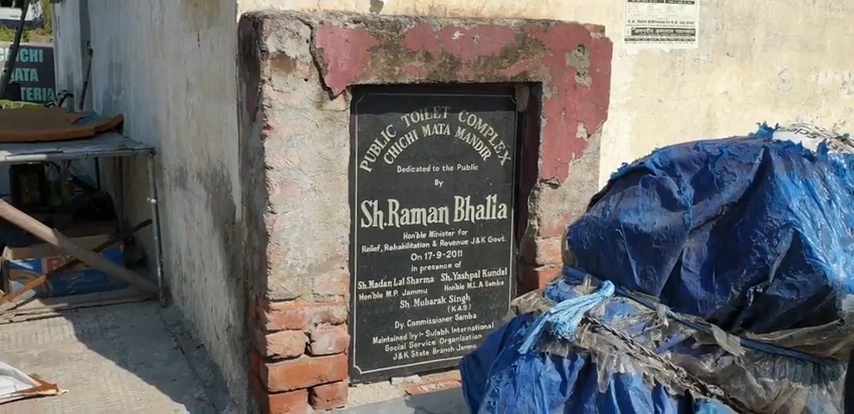 CHICHI
MATA
TERIA
PUBLIC TOILET COMPLEX
CHICHI MATA MANDIR
Dedicated to the Public
By
Sh.Raman Bhalla
Hon'ble Minister for
Relief, Rehabilitation & Revenue J&K Govt.
On 17-9-2011
In presence of
Sh.Madan Lal Sharma Sh.Yashpal Kundal
Hon'ble M.P. Jammu Hon'ble M.L.A Samba
Sh. Mubarak Singh
(KAS)
Dy. Commissioner Samba
Maintained by:- Sulabh International
Social Service Organisation
J&K State Branch Jammu